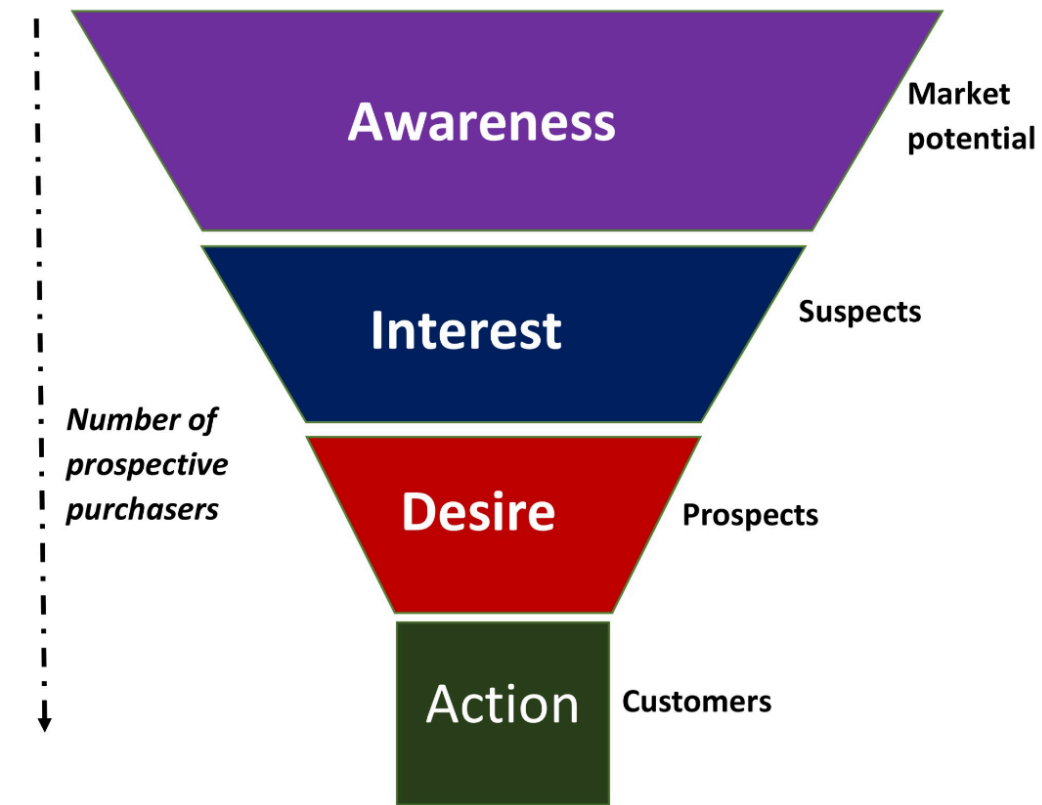 Awareness
Market
potential
Interest
Suspects
Number of
prospective
purchasers
Desire
Prospects
Action
Customers